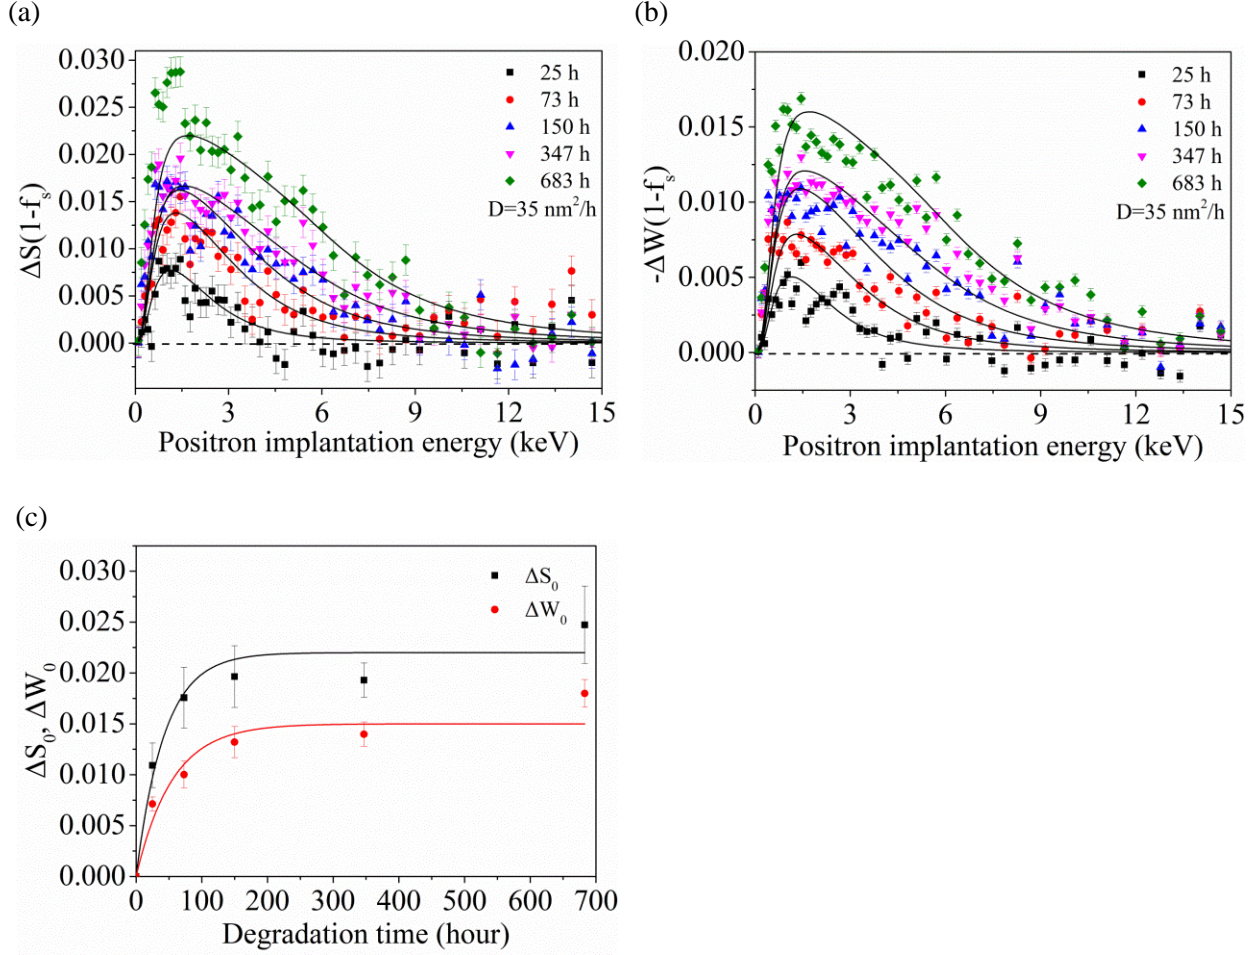 (a)
ΔS(1-fₛ)
0.030
0.025
0.020
0.015
0.010
0.005
0.000
0 3 6 9 12 15
Positron implantation energy (keV)
25 h
73 h
150 h
347 h
683 h
D=35 nm²/h
(b)
-ΔW(1-fₛ)
0.020
0.015
0.010
0.005
0.000
0 3 6 9 12 15
Positron implantation energy (keV)
25 h
73 h
150 h
347 h
683 h
D=35 nm²/h
(c)
ΔS₀, ΔW₀
0.030
0.025
0.020
0.015
0.010
0.005
0.000
0 100 200 300 400 500 600 700
Degradation time (hour)
ΔS₀
ΔW₀